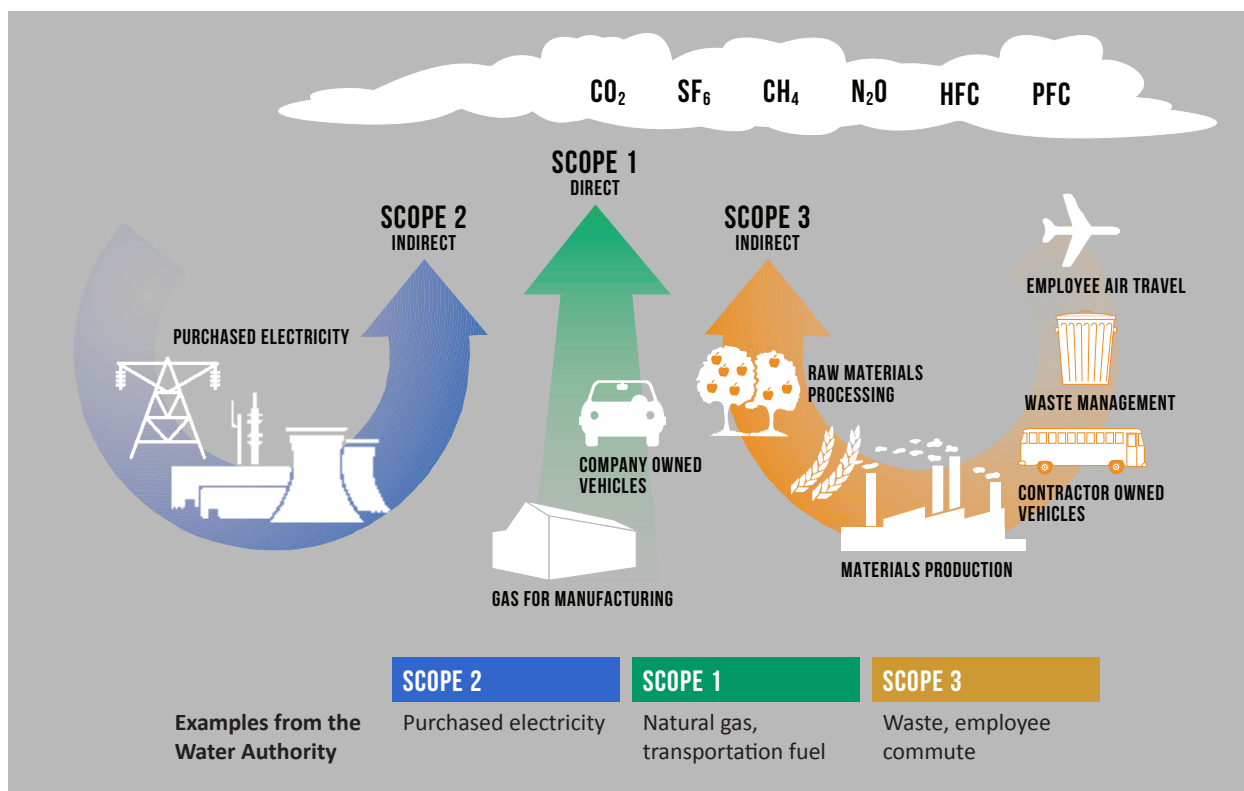 CO₂ SF₆ CH₄ N₂O HFC PFC
SCOPE 1
DIRECT
SCOPE 2
INDIRECT
SCOPE 3
INDIRECT
EMPLOYEE AIR TRAVEL
PURCHASED ELECTRICITY
RAW MATERIALS
PROCESSING
WASTE MANAGEMENT
COMPANY OWNED
VEHICLES
CONTRACTOR OWNED
VEHICLES
MATERIALS PRODUCTION
GAS FOR MANUFACTURING
SCOPE 2 SCOPE 1 SCOPE 3
Examples from the
Water Authority
Purchased electricity
Natural gas,
transportation fuel
Waste, employee
commute